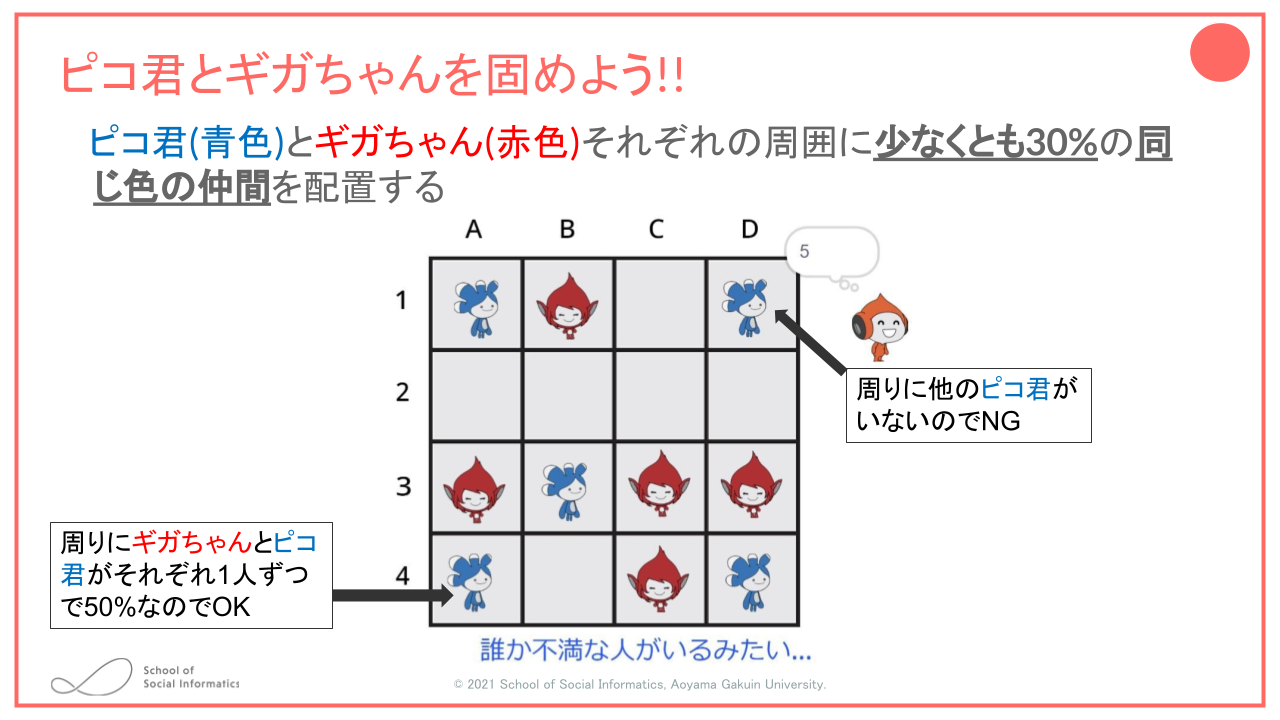 ピコ君とギガちゃんを固めよう!!
ピコ君(青色)とギガちゃん(赤色)それぞれの周囲に少なくとも30%の同
じ色の仲間を配置する
A B C D
5
1
2
3
4
周りに他のピコ君が
いないのでNG
周りにギガちゃんとピコ
君がそれぞれ1人ずつ
で50%なのでOK
誰か不満な人がいるみたい...
School of
Social Informatics
© 2021 School of Social Informatics, Aoyama Gakuin University.